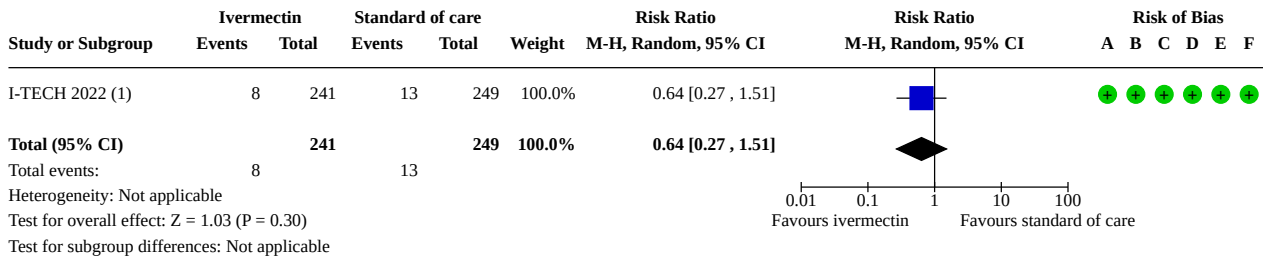 Ivermectin Standard of care Risk Ratio Risk Ratio Risk of Bias
Study or Subgroup Events Total Events Total Weight M-H, Random, 95% CI M-H, Random, 95% CI A B C D E F
I-TECH 2022 (1) 8 241 13 249 100.0% 0.64 [0.27 , 1.51] + + + + + +
Total (95% CI) 241 249 100.0% 0.64 [0.27 , 1.51]
Total events: 8 13
Heterogeneity: Not applicable
0.01 0.1 1 10 100
Test for overall effect: Z = 1.03 (P = 0.30) Favours ivermectin Favours standard of care
Test for subgroup differences: Not applicable